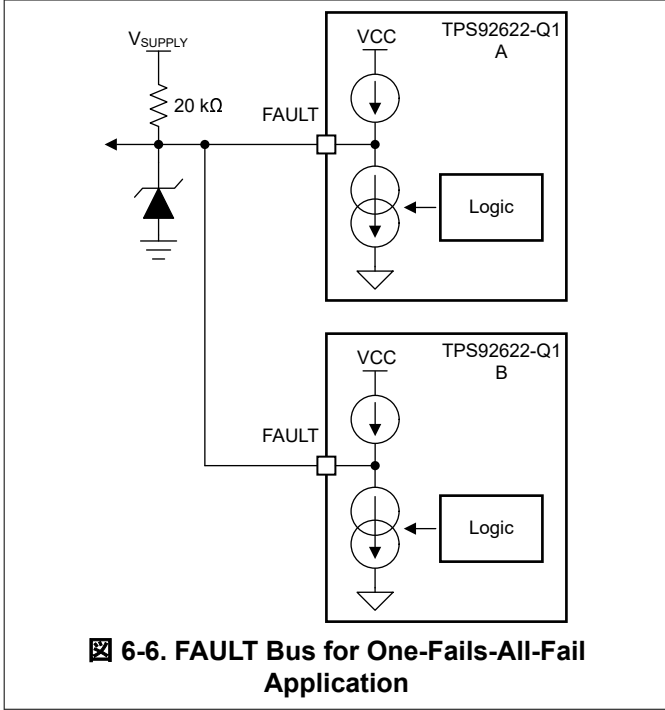 V_SUPPLY
20 kΩ
FAULT
VCC
TPS92622-Q1
A
Logic
FAULT
VCC
TPS92622-Q1
B
Logic
図 6-6. FAULT Bus for One-Fails-All-Fail
Application